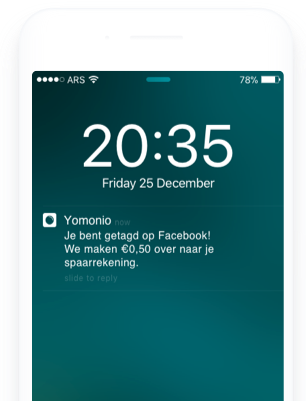 ARS 78%
20:35
Friday 25 December
Yomonio now
Je bent getagd op Facebook!
We maken €0,50 over naar je
spaarrekening.
slide to reply